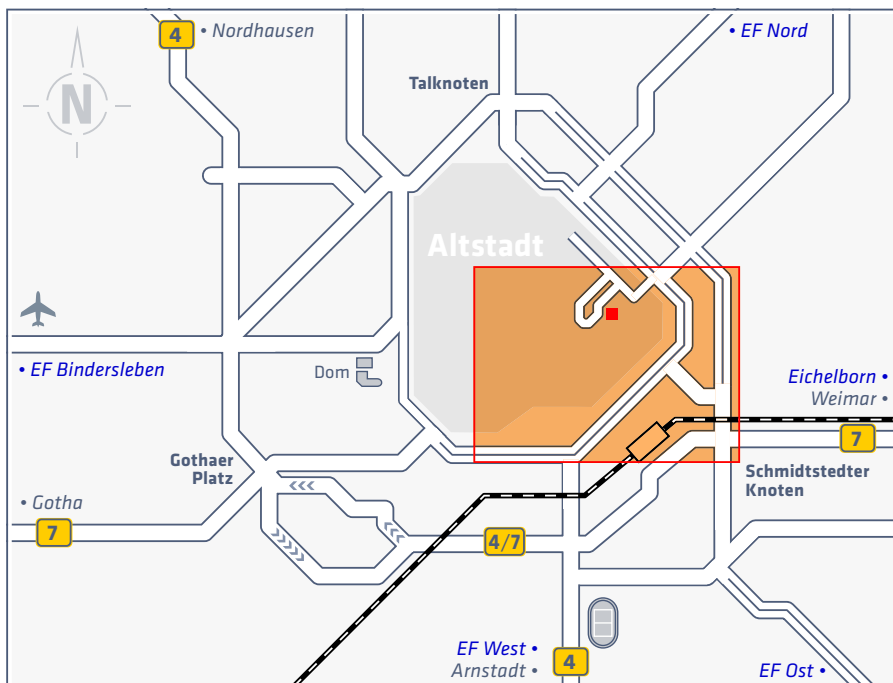 4
• Nordhausen
• EF Nord
Talknoten
N
Altstadt
• EF Bindersleben
Dom
Eichelborn •
Weimar •
7
Gothaer
Platz
Schmidtstedter
Knoten
• Gotha
7
4/7
EF West •
Arnstadt •
4
EF Ost •